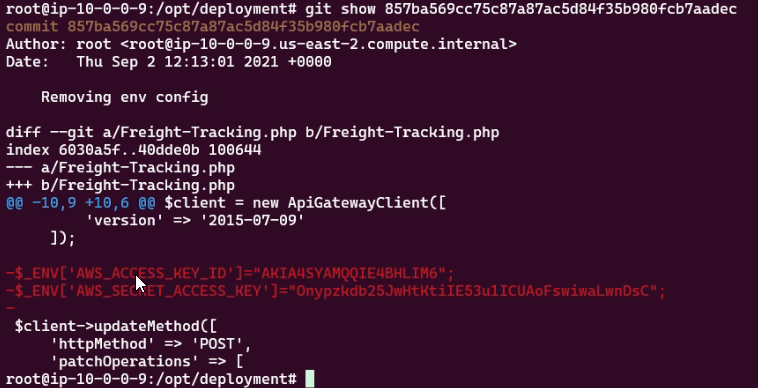 root@ip-10-0-0-9:/opt/deployment# git show 857ba569cc75c87a87ac5d84f35b980fcb7aadec
commit 857ba569cc75c87a87ac5d84f35b980fcb7aadec
Author: root <root@ip-10-0-0-9.us-east-2.compute.internal>
Date:   Thu Sep 2 12:13:01 2021 +0000

    Removing env config

diff --git a/Freight-Tracking.php b/Freight-Tracking.php
index 6030a5f..40dde0b 100644
--- a/Freight-Tracking.php
+++ b/Freight-Tracking.php
@@ -10,9 +10,6 @@ $client = new ApiGatewayClient([
         'version' => '2015-07-09'
     ]);

-$_ENV['AWS_ACCESS_KEY_ID']="AKIA4SYAMQQIE4BHLIM6";
-$_ENV['AWS_SECRET_ACCESS_KEY']="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";
-
 $client->updateMethod([
     'httpMethod' => 'POST',
     'patchOperations' => [
root@ip-10-0-0-9:/opt/deployment#